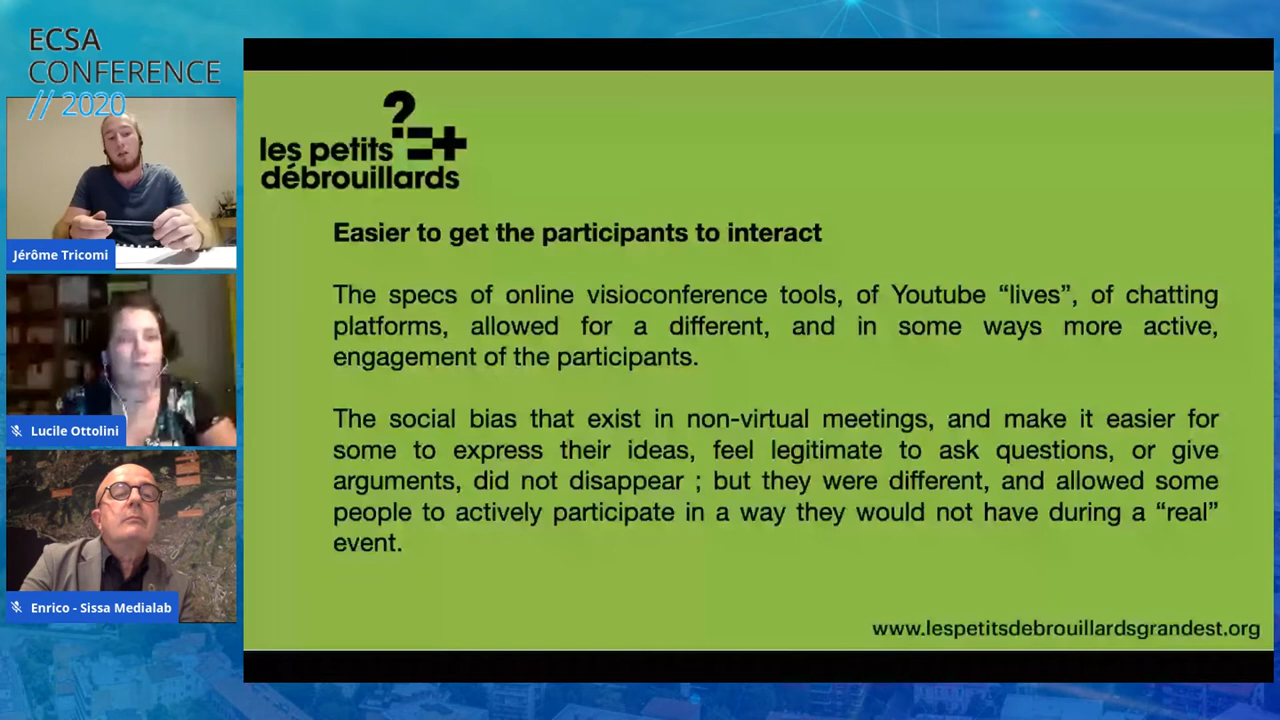 ECSA
CONFERENCE
// 2020
Jérôme Tricomi
Lucile Ottolini
Enrico - Sissa Medialab
?
les petits =+
débrouillards
Easier to get the participants to interact
The specs of online visioconference tools, of Youtube “lives”, of chatting
platforms, allowed for a different, and in some ways more active,
engagement of the participants.
The social bias that exist in non-virtual meetings, and make it easier for
some to express their ideas, feel legitimate to ask questions, or give
arguments, did not disappear ; but they were different, and allowed some
people to actively participate in a way they would not have during a “real”
event.
www.lespetitsdebrouillardsgrandest.org